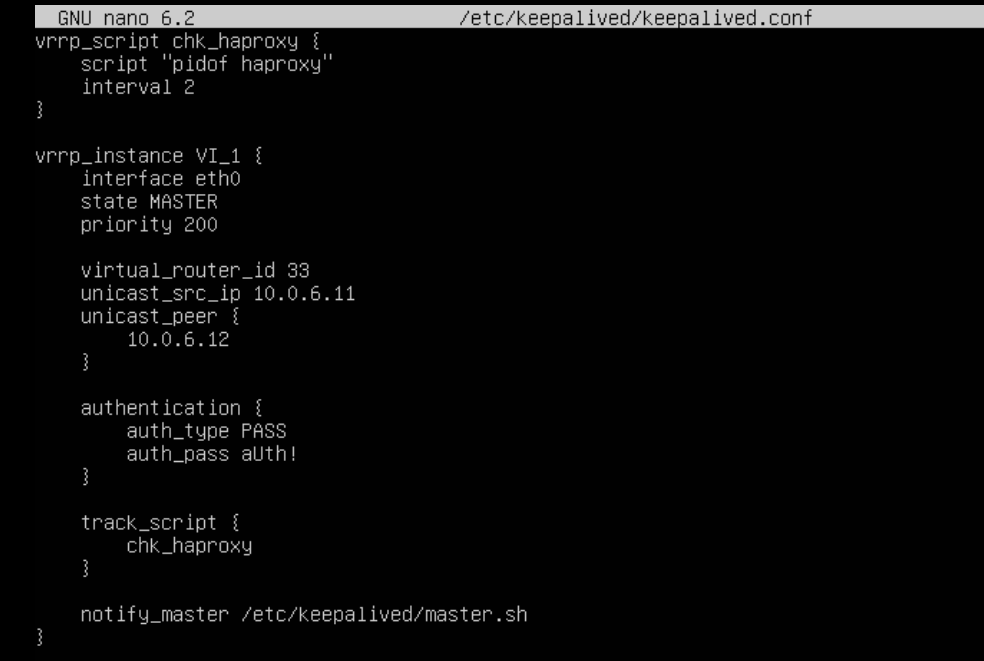 GNU nano 6.2 /etc/keepalived/keepalived.conf
vrrp_script chk_haproxy {
    script "pidof haproxy"
    interval 2
}

vrrp_instance VI_1 {
    interface eth0
    state MASTER
    priority 200

    virtual_router_id 33
    unicast_src_ip 10.0.6.11
    unicast_peer {
        10.0.6.12
    }

    authentication {
        auth_type PASS
        auth_pass aUth!
    }

    track_script {
        chk_haproxy
    }

    notify_master /etc/keepalived/master.sh
}